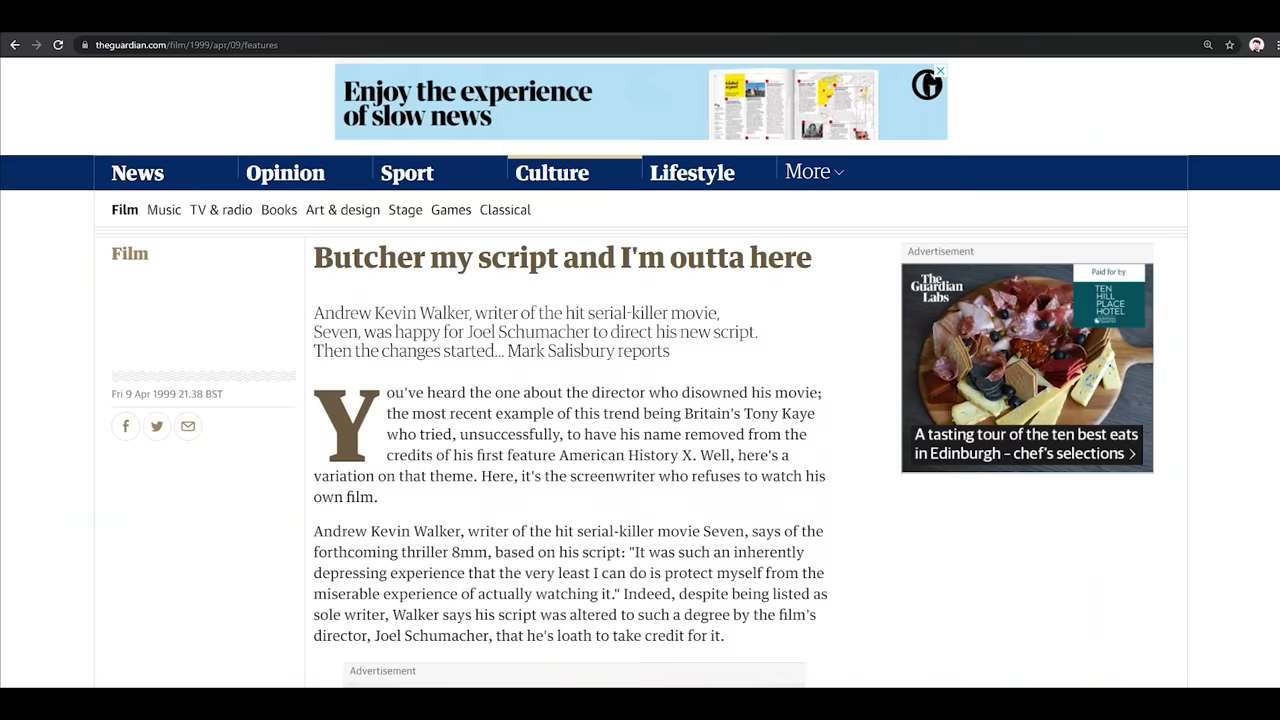 theguardian.com/film/1999/apr/09/features
Enjoy the experience
of slow news
News
Opinion
Sport
Culture
Lifestyle
More
Film
Music
TV & radio
Books
Art & design
Stage
Games
Classical
Film
Fri 9 Apr 1999 21.38 BST
Butcher my script and I'm outta here
Andrew Kevin Walker, writer of the hit serial-killer movie,
Seven, was happy for Joel Schumacher to direct his new script.
Then the changes started... Mark Salisbury reports
You've heard the one about the director who disowned his movie;
the most recent example of this trend being Britain's Tony Kaye
who tried, unsuccessfully, to have his name removed from the
credits of his first feature American History X. Well, here's a
variation on that theme. Here, it's the screenwriter who refuses to watch his
own film.
Andrew Kevin Walker, writer of the hit serial-killer movie Seven, says of the
forthcoming thriller 8mm, based on his script: "It was such an inherently
depressing experience that the very least I can do is protect myself from the
miserable experience of actually watching it." Indeed, despite being listed as
sole writer, Walker says his script was altered to such a degree by the film's
director, Joel Schumacher, that he's loath to take credit for it.
Advertisement
Advertisement
The
Guardian
Labs
Paid for by
TEN
HILL
PLACE
HOTEL
A tasting tour of the ten best eats
in Edinburgh – chef's selections